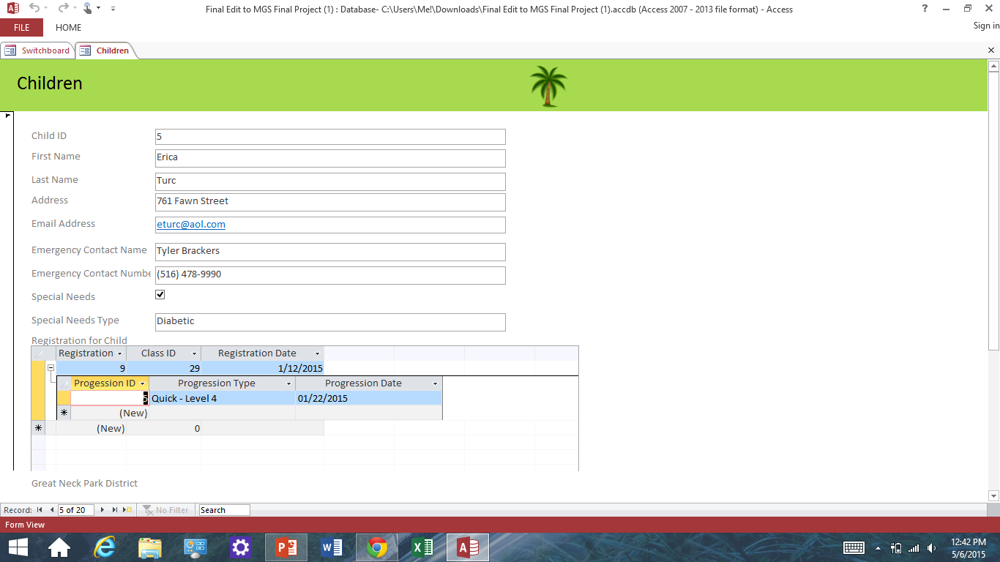 Final Edit to MGS Final Project (1) : Database- C:\Users\Me!\Downloads\Final Edit to MGS Final Project (1).accdb (Access 2007 - 2013 file format) - Access
FILE HOME Sign in
Switchboard Children
Children
Child ID 5
First Name Erica
Last Name Turc
Address 761 Fawn Street
Email Address eturc@aol.com
Emergency Contact Name Tyler Brackers
Emergency Contact Numbe (516) 478-9990
Special Needs
Special Needs Type Diabetic
Registration for Child
Registration Class ID Registration Date
9 29 1/12/2015
Progession ID Progression Type Progression Date
5 Quick - Level 4 01/22/2015
(New)
(New) 0
Great Neck Park District
Record: 5 of 20 No Filter Search
Form View
12:42 PM
5/6/2015